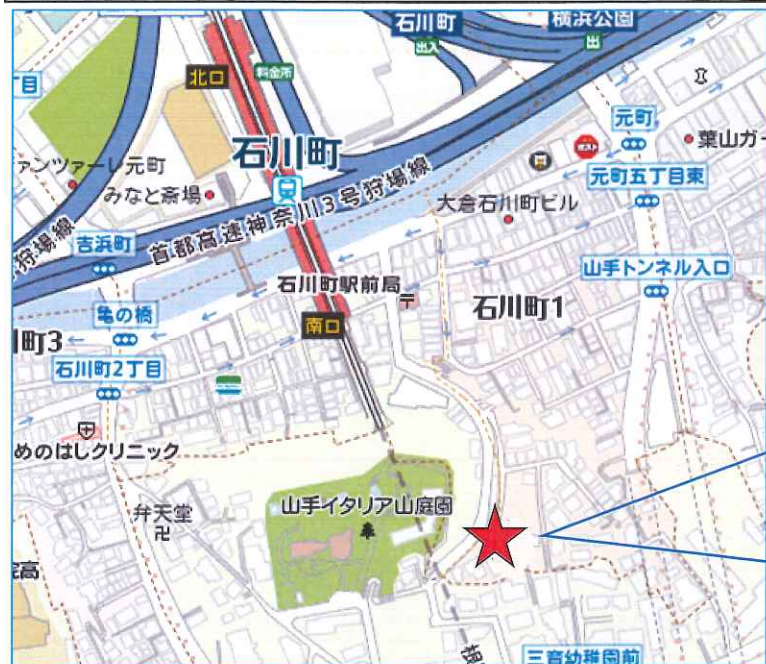 石川町
出入
横浜公園
出
丁目
北口
料金所
元町
ァンツァーレ元町
石川町
ポスト
葉山ガー
みなと斎場
元町五丁目東
首都高速神奈川3号狩場線
大倉石川町ビル
狩場線
吉浜町
山手トンネル入口
石川町駅前局
石川町1
亀の橋
南口
町3
石川町2丁目
めのはしクリニック
山手イタリア山庭園
弁天堂
院高
根
三育幼稚園前